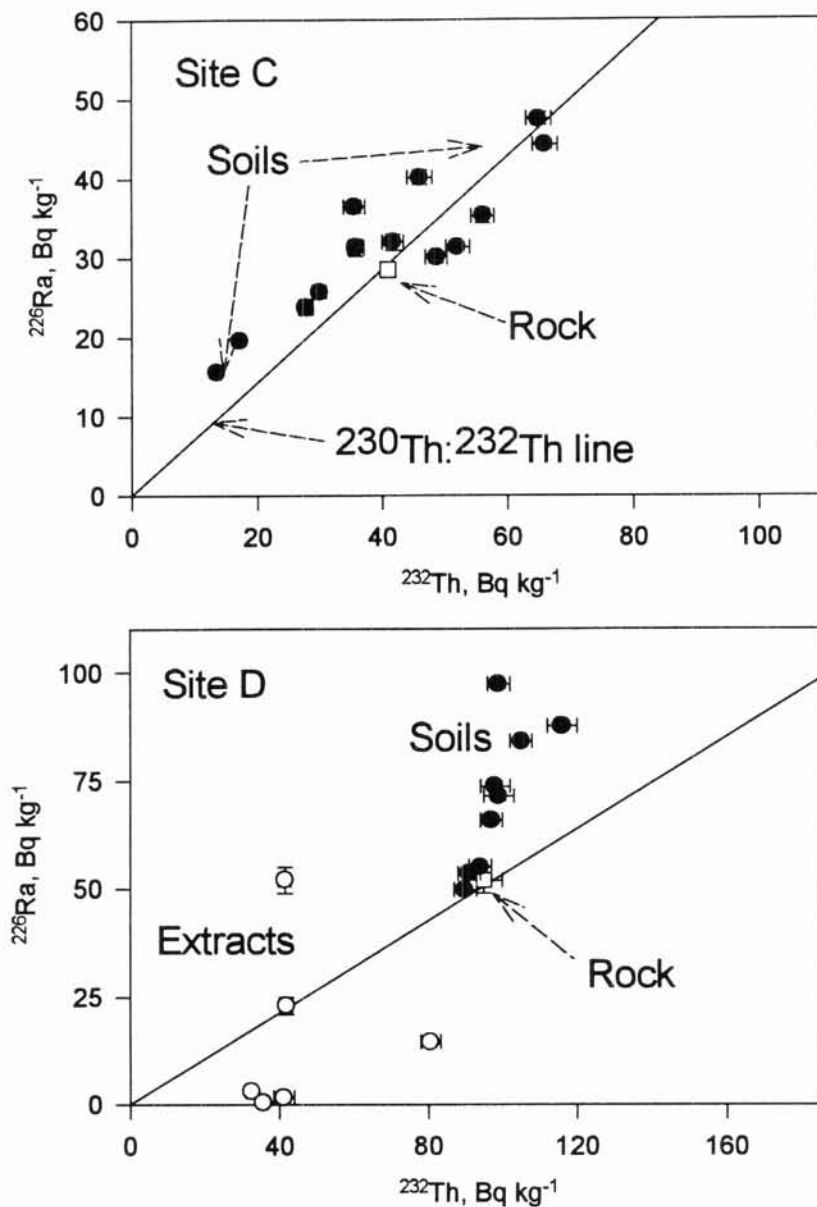 60
50
40
30
20
10
0
²²⁶Ra, Bq kg⁻¹
Site C
Soils
Rock
²³⁰Th:²³²Th line
0 20 40 60 80 100
²³²Th, Bq kg⁻¹
100
75
50
25
0
²²⁶Ra, Bq kg⁻¹
Site D
Soils
Extracts
Rock
0 40 80 120 160
²³²Th, Bq kg⁻¹